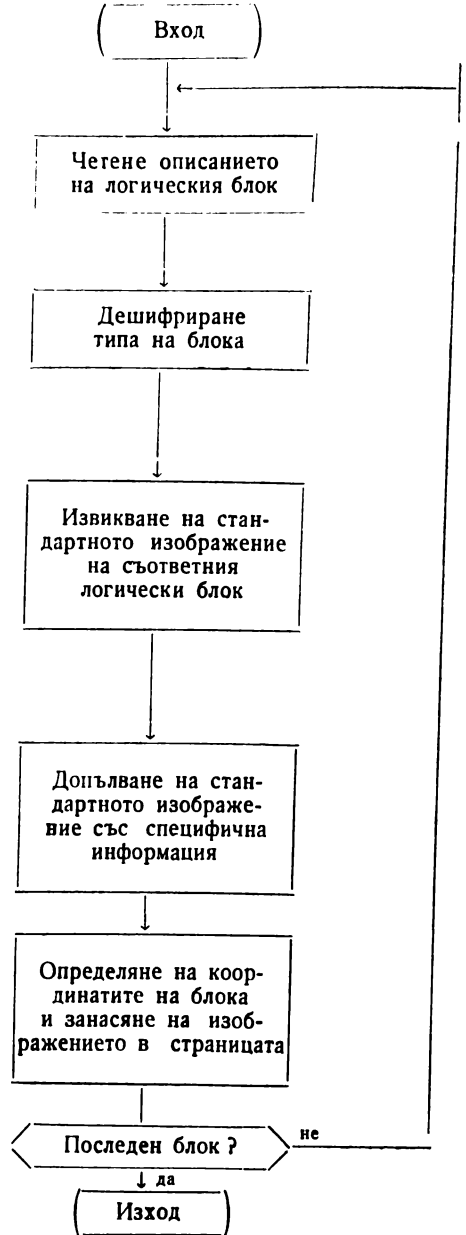 Вход
Четене описанието
на логическия блок
Дешифриране
типа на блока
Извикване на стан-
дартното изображение
на съответния
логически блок
Допълване на стан-
дартното изображе-
ние със специфична
информация
Определяне на коор-
динатите на блока
и занасяне на изоб-
ражението в страницата
Последен блок ? не
да
Изход